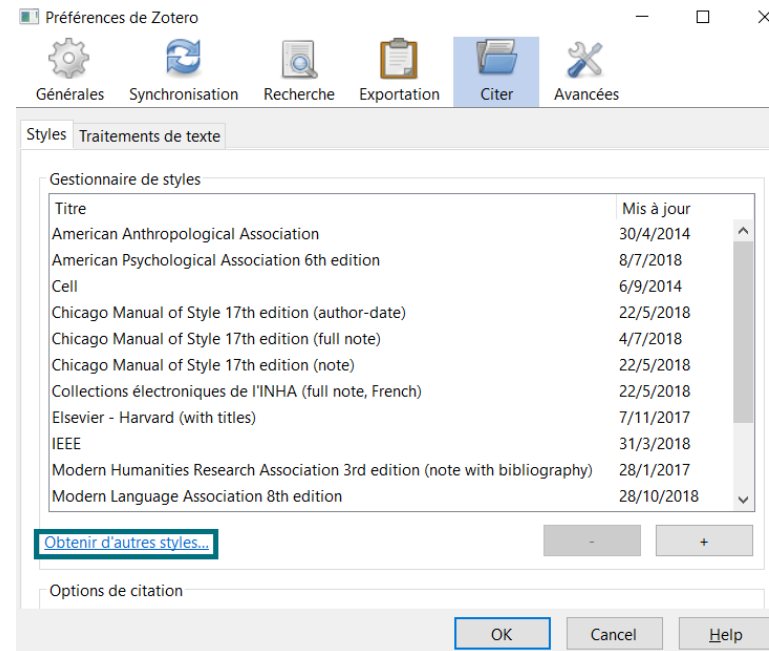 Préférences de Zotero
Générales Synchronisation Recherche Exportation Citer Avancées
Styles Traitements de texte
Gestionnaire de styles
Titre Mis à jour
American Anthropological Association 30/4/2014
American Psychological Association 6th edition 8/7/2018
Cell 6/9/2014
Chicago Manual of Style 17th edition (author-date) 22/5/2018
Chicago Manual of Style 17th edition (full note) 4/7/2018
Chicago Manual of Style 17th edition (note) 22/5/2018
Collections électroniques de l'INHA (full note, French) 22/5/2018
Elsevier - Harvard (with titles) 7/11/2017
IEEE 31/3/2018
Modern Humanities Research Association 3rd edition (note with bibliography) 28/1/2017
Modern Language Association 8th edition 28/10/2018
Obtenir d'autres styles... - +
Options de citation
OK Cancel Help